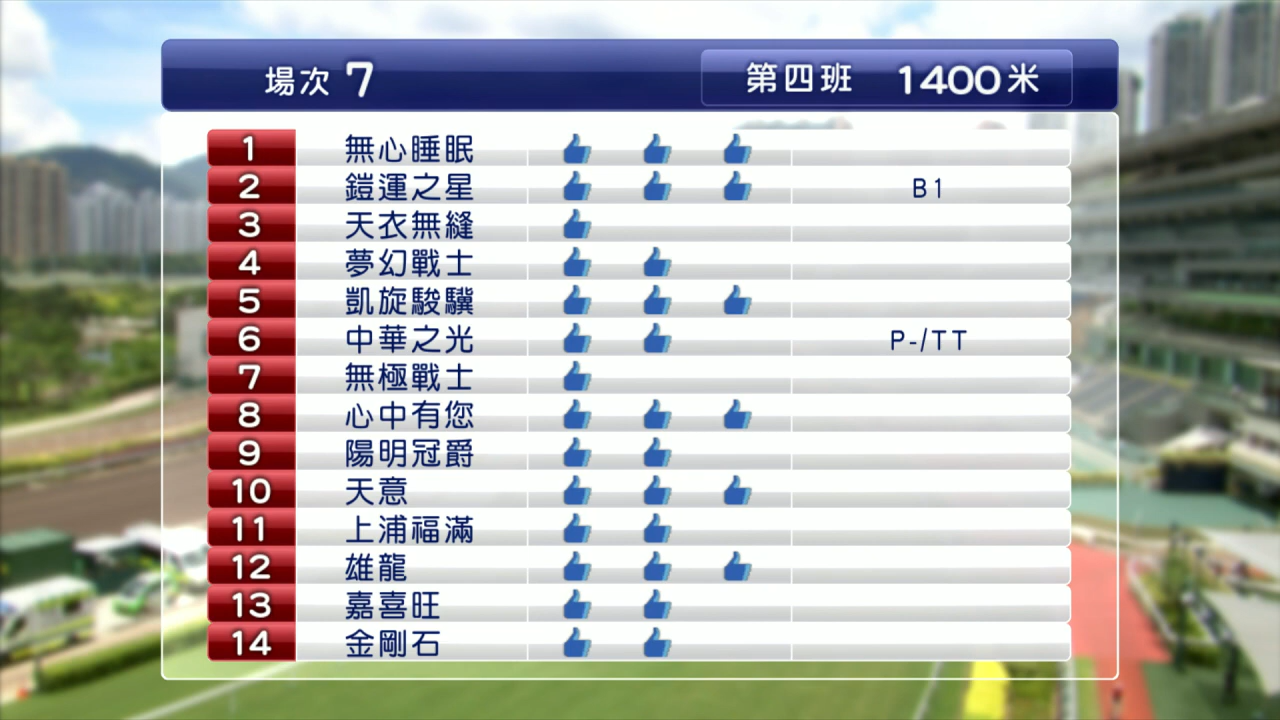 場次 7 第四班 1400米
1 無心睡眠
2 鎧運之星 B1
3 天衣無縫
4 夢幻戰士
5 凱旋駿驥
6 中華之光 P-/TT
7 無極戰士
8 心中有您
9 陽明冠爵
10 天意
11 上浦福滿
12 雄龍
13 嘉喜旺
14 金剛石